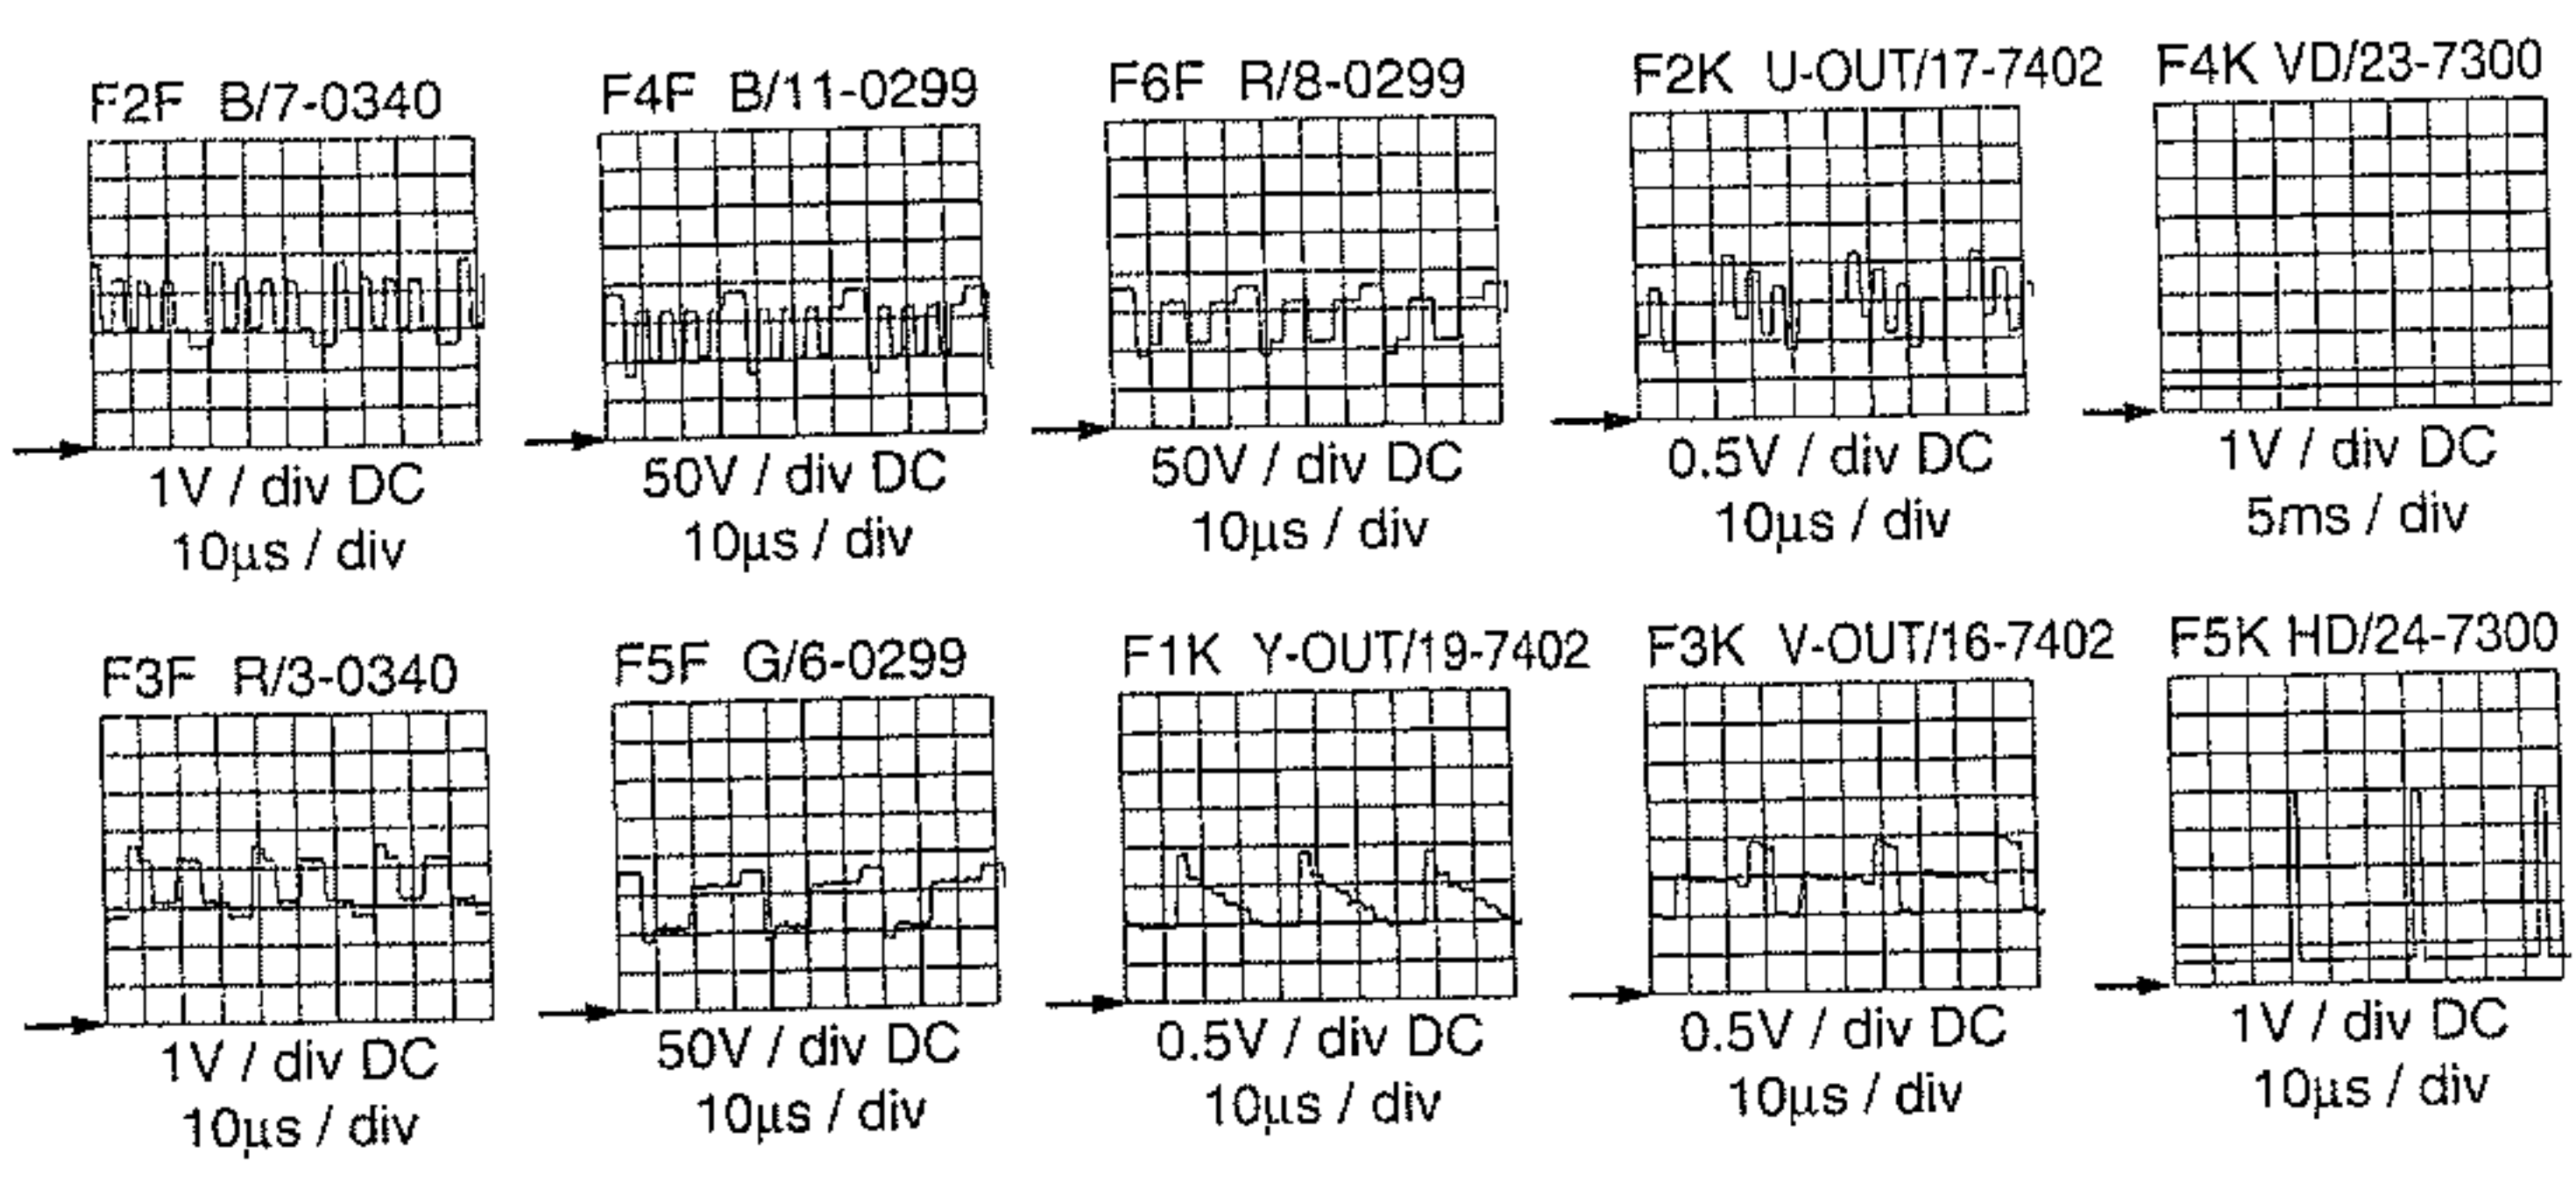 F2F B/7-0340
1V / div DC
10µs / div
F4F B/11-0299
50V / div DC
10µs / div
F6F R/8-0299
50V / div DC
10µs / div
F2K U-OUT/17-7402
0.5V / div DC
10µs / div
F4K VD/23-7300
1V / div DC
5ms / div
F3F R/3-0340
1V / div DC
10µs / div
F5F G/6-0299
50V / div DC
10µs / div
F1K Y-OUT/19-7402
0.5V / div DC
10µs / div
F3K V-OUT/16-7402
0.5V / div DC
10µs / div
F5K HD/24-7300
1V / div DC
10µs / div